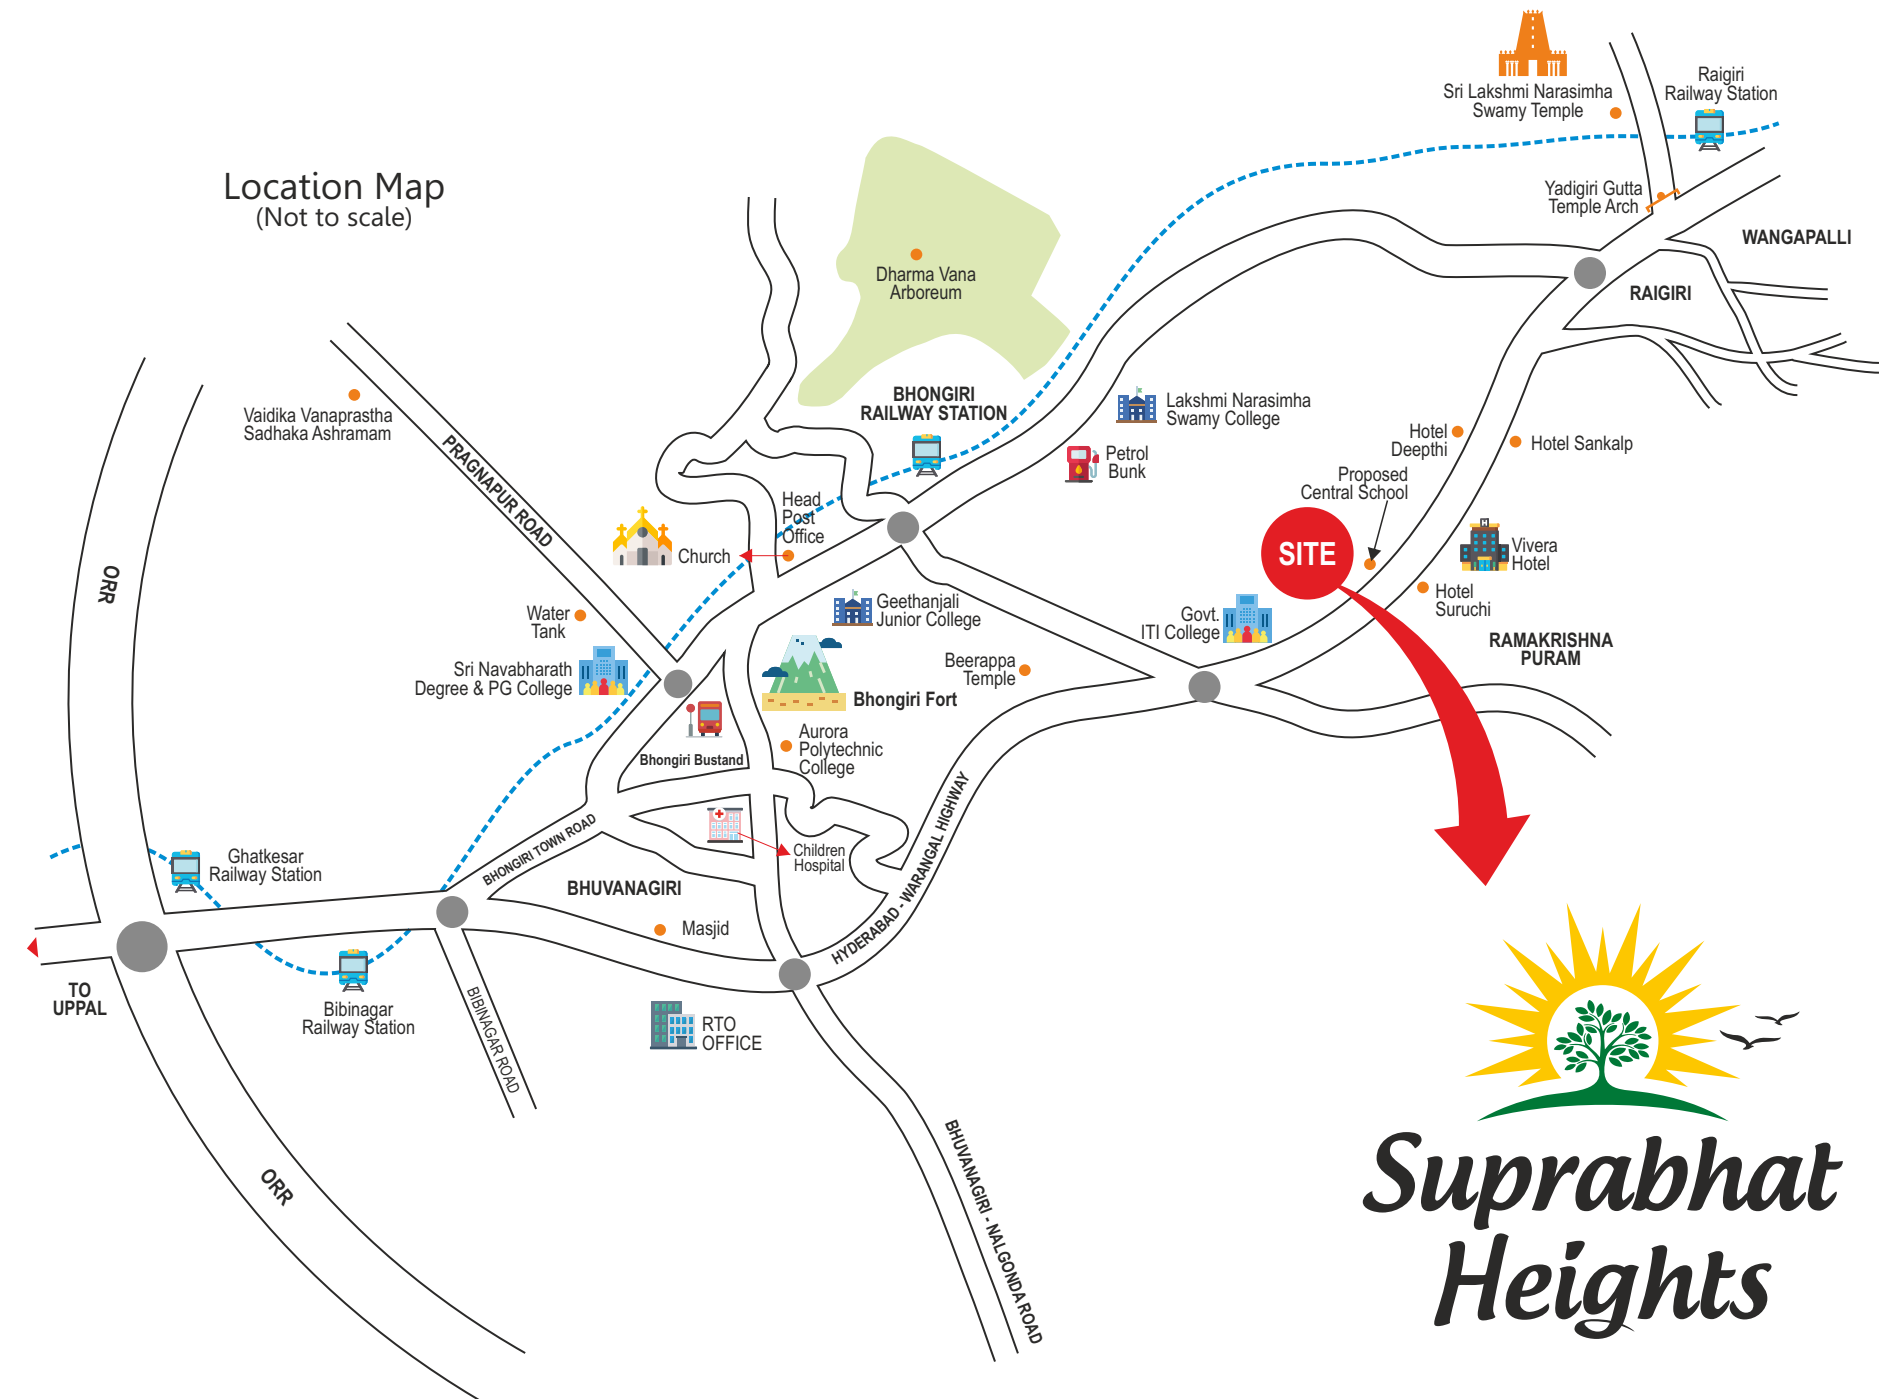 Location Map
(Not to scale)
Sri Lakshmi Narasimha
Swamy Temple
Raigiri
Railway Station
Yadigiri Gutta
Temple Arch
WANGAPALLI
RAIGIRI
Dharma Vana
Arboreum
BHONGIRI
RAILWAY STATION
Lakshmi Narasimha
Swamy College
Petrol
Bunk
Hotel
Deepthi
Hotel Sankalp
Proposed
Central School
SITE
Vivera
Hotel
Hotel
Suruchi
RAMAKRISHNA
PURAM
Govt.
ITI College
Vaidika Vanaprastha
Sadhaka Ashramam
PRAGNAPUR ROAD
ORR
Head
Post
Office
Church
Water
Tank
Sri Navabharath
Degree & PG College
Geethanjali
Junior College
Bhongiri Fort
Beerappa
Temple
Aurora
Polytechnic
College
Bhongiri Bustand
Children
Hospital
BHONGIRI TOWN ROAD
HYDERABAD - WARANGAL HIGHWAY
BHUVANAGIRI
Masjid
Ghatkesar
Railway Station
TO
UPPAL
Bibinagar
Railway Station
BIBINAGAR ROAD
RTO
OFFICE
ORR
BHUVANAGIRI - NALGONDA ROAD
Suprabhat
Heights